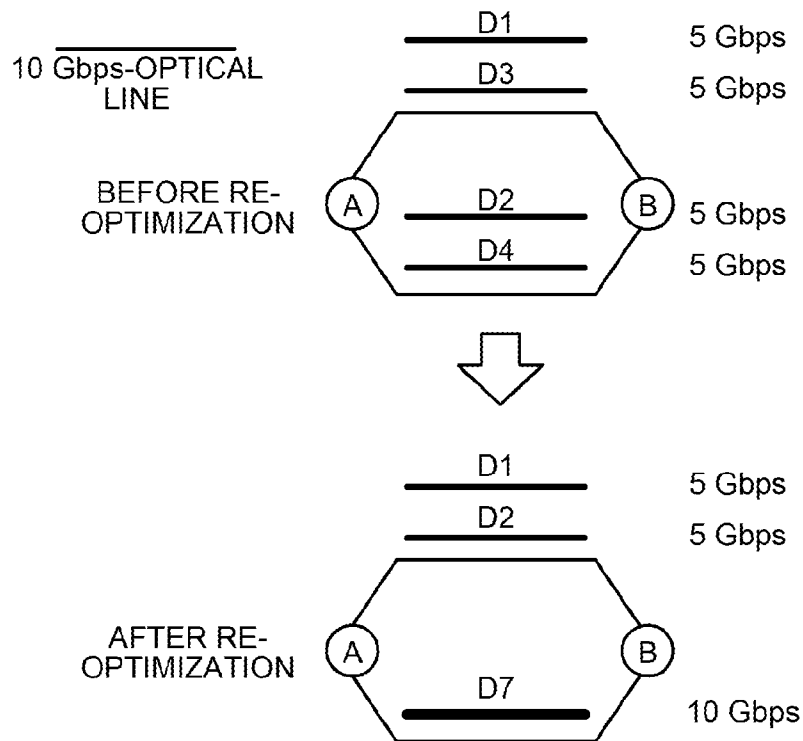 10 Gbps-OPTICAL
LINE
D1 5 Gbps
D3 5 Gbps
BEFORE RE-
OPTIMIZATION
A
B
D2 5 Gbps
D4 5 Gbps
D1 5 Gbps
D2 5 Gbps
AFTER RE-
OPTIMIZATION
A
B
D7 10 Gbps